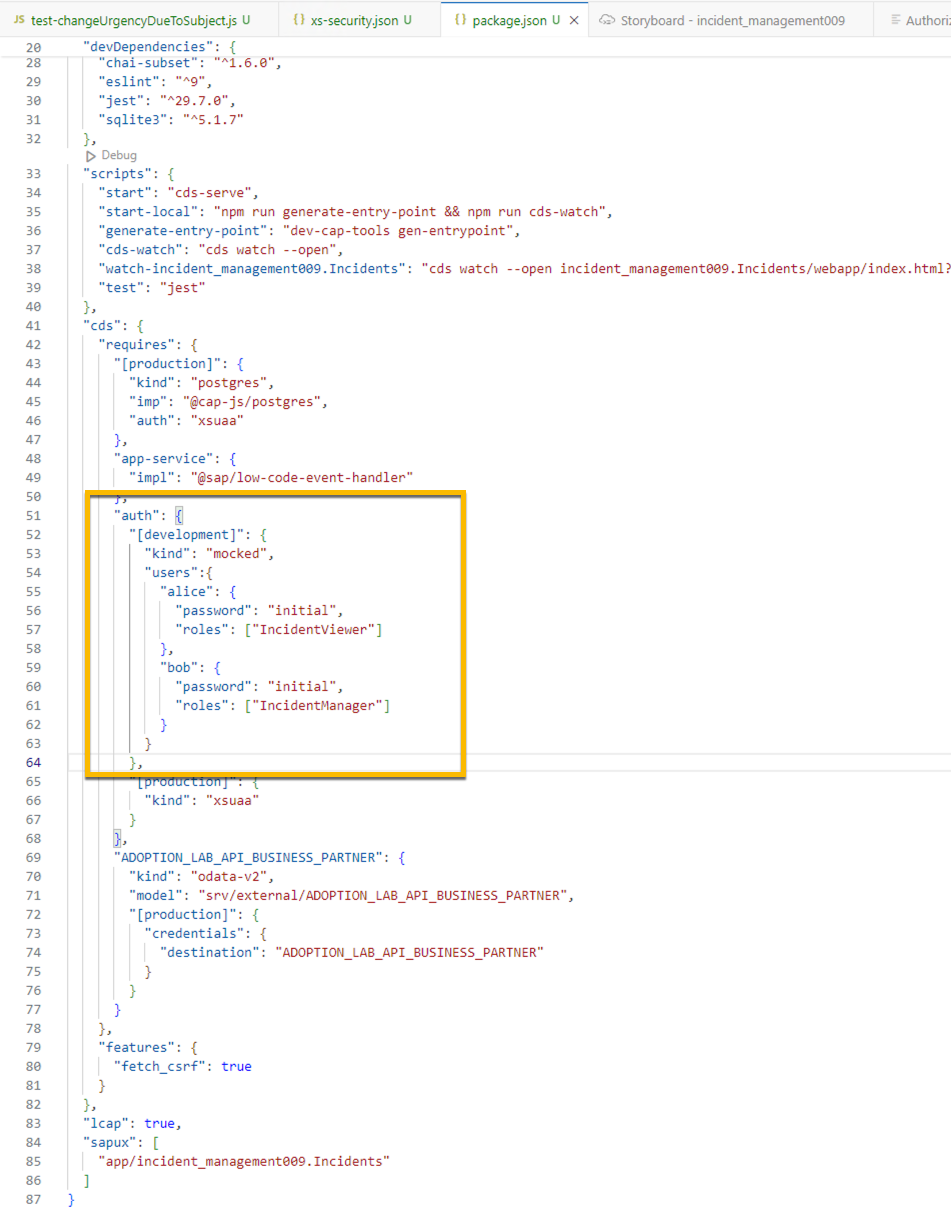 JS test-changeUrgencyDueToSubject.js U
{} xs-security.json U
{} package.json U ×
Storyboard - incident_management009
20 "devDependencies": {
28 "chai-subset": "^1.6.0",
29 "eslint": "^9",
30 "jest": "^29.7.0",
31 "sqlite3": "^5.1.7"
32 },
Debug
33 "scripts": {
34 "start": "cds-serve",
35 "start-local": "npm run generate-entry-point && npm run cds-watch",
36 "generate-entry-point": "dev-cap-tools gen-entrypoint",
37 "cds-watch": "cds watch --open",
38 "watch-incident_management009.Incidents": "cds watch --open incident_management009.Incidents/webapp/index.html?
39 "test": "jest"
40 },
41 "cds": {
42 "requires": {
43 "[production]": {
44 "kind": "postgres",
45 "imp": "@cap-js/postgres",
46 "auth": "xsuaa"
47 },
48 "app-service": {
49 "impl": "@sap/low-code-event-handler"
50 },
51 "auth": {
52 "[development]": {
53 "kind": "mocked",
54 "users":{
55 "alice": {
56 "password": "initial",
57 "roles": ["IncidentViewer"]
58 },
59 "bob": {
60 "password": "initial",
61 "roles": ["IncidentManager"]
62 }
63 }
64 },
65 "[production]": {
66 "kind": "xsuaa"
67 }
68 },
69 "ADOPTION_LAB_API_BUSINESS_PARTNER": {
70 "kind": "odata-v2",
71 "model": "srv/external/ADOPTION_LAB_API_BUSINESS_PARTNER",
72 "[production]": {
73 "credentials": {
74 "destination": "ADOPTION_LAB_API_BUSINESS_PARTNER"
75 }
76 }
77 }
78 },
79 "features": {
80 "fetch_csrf": true
81 }
82 },
83 "lcap": true,
84 "sapux": [
85 "app/incident_management009.Incidents"
86 ]
87 }